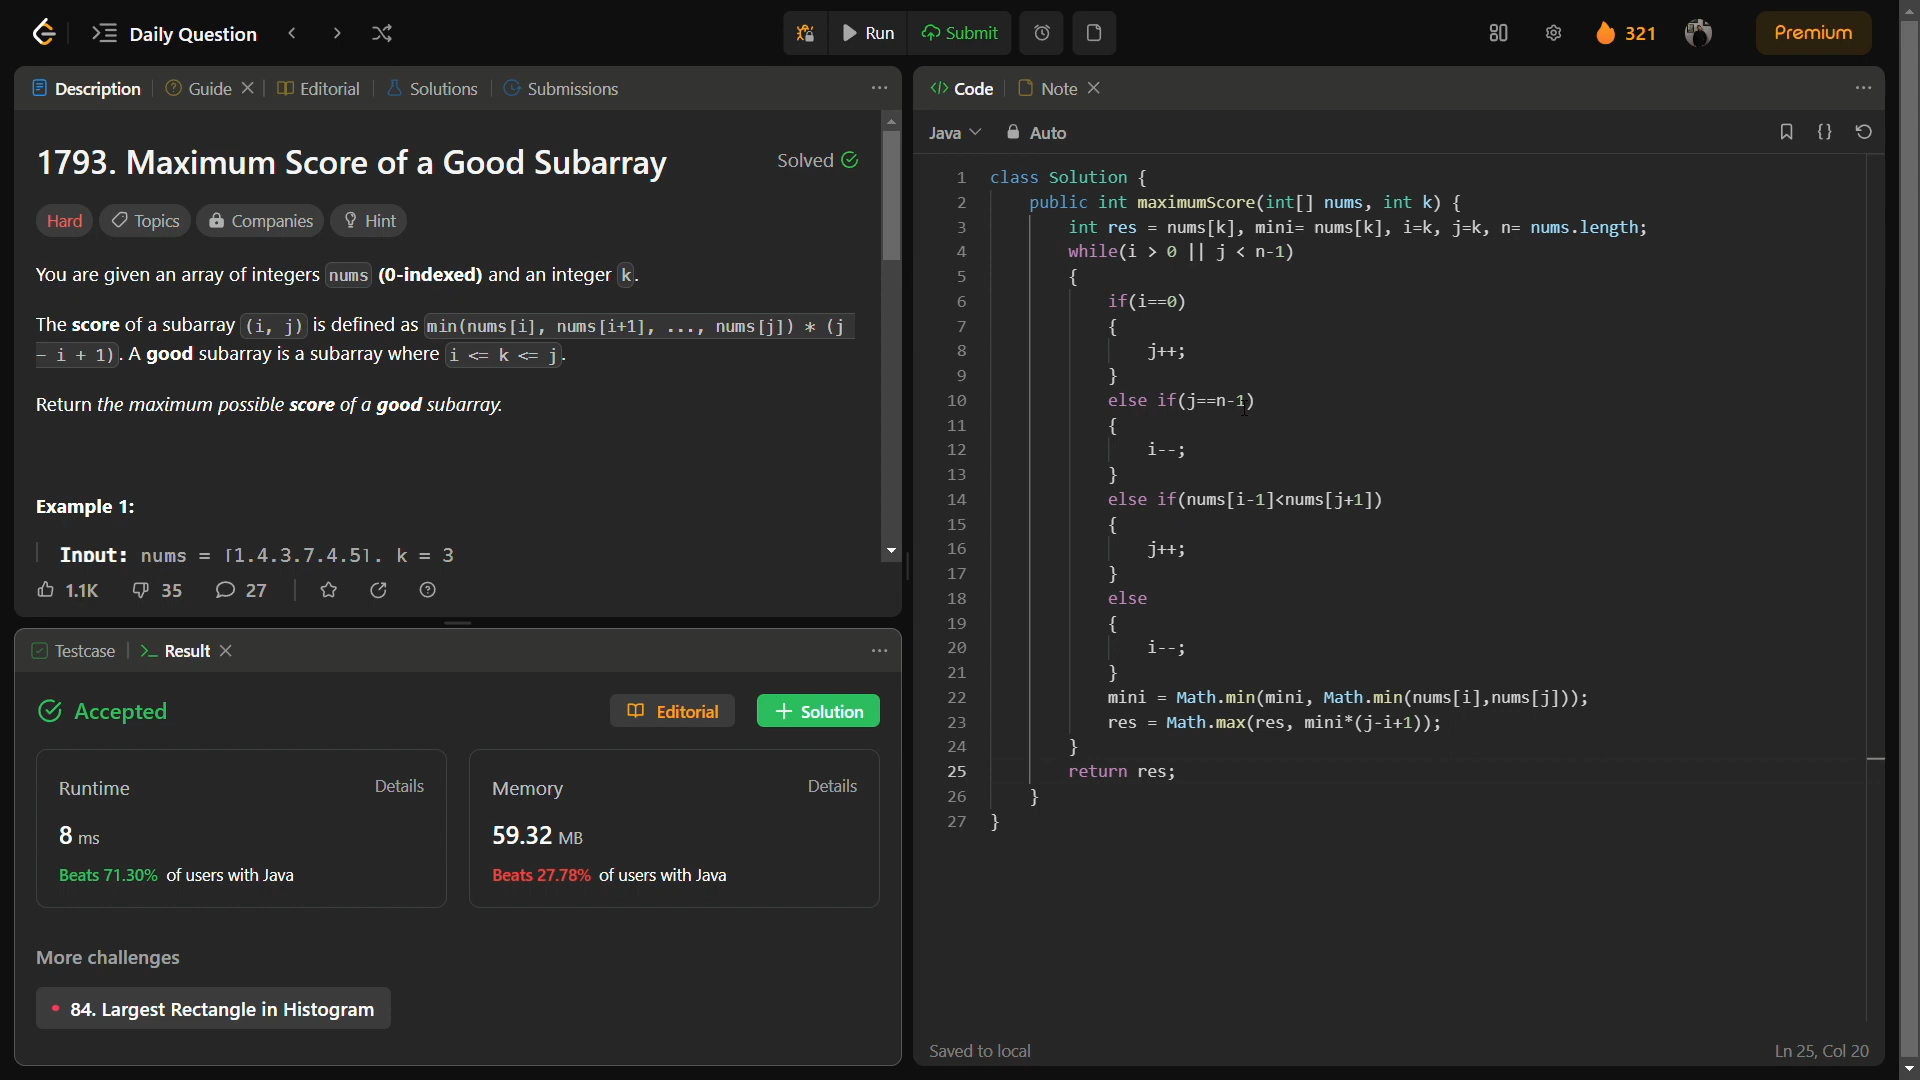 Daily Question
Run
Submit
321
Premium
Description
Guide
Editorial
Solutions
Submissions
1793. Maximum Score of a Good Subarray
Solved
Hard
Topics
Companies
Hint
You are given an array of integers nums (0-indexed) and an integer k.
The score of a subarray (i, j) is defined as min(nums[i], nums[i+1], ..., nums[j]) * (j
- i + 1). A good subarray is a subarray where i <= k <= j.
Return the maximum possible score of a good subarray.
Example 1:
Input: nums = [1,4,3,7,4,5], k = 3
1.1K
35
27
Testcase
Result
Accepted
Editorial
Solution
Runtime
Details
8 ms
Beats 71.30% of users with Java
Memory
Details
59.32 MB
Beats 27.78% of users with Java
More challenges
84. Largest Rectangle in Histogram
Code
Note
Java
Auto
1 class Solution {
2 public int maximumScore(int[] nums, int k) {
3 int res = nums[k], mini= nums[k], i=k, j=k, n= nums.length;
4 while(i > 0 || j < n-1)
5 {
6 if(i==0)
7 {
8 j++;
9 }
10 else if(j==n-1)
11 {
12 i--;
13 }
14 else if(nums[i-1]<nums[j+1])
15 {
16 j++;
17 }
18 else
19 {
20 i--;
21 }
22 mini = Math.min(mini, Math.min(nums[i],nums[j]));
23 res = Math.max(res, mini*(j-i+1));
24 }
25 return res;
26 }
27 }
Saved to local
Ln 25, Col 20